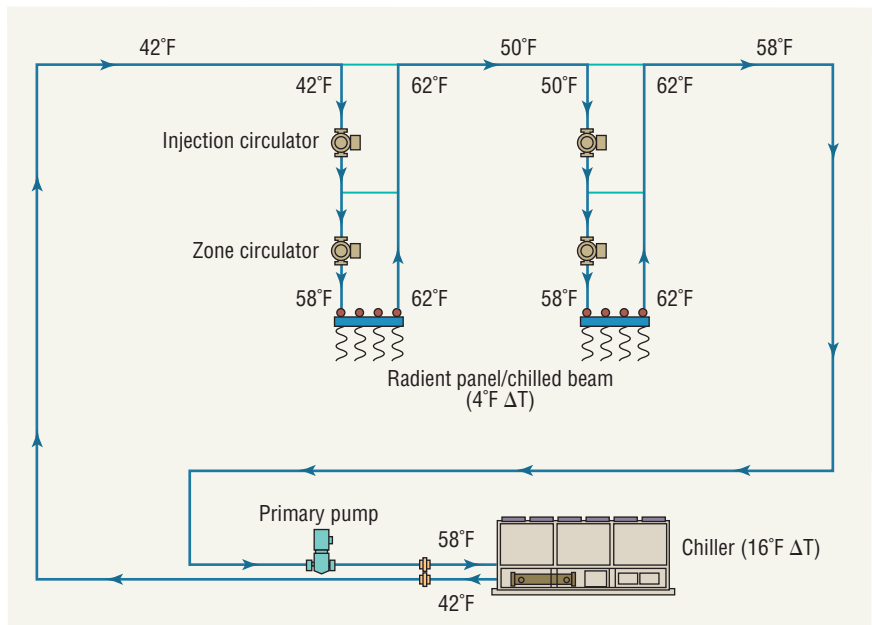 42˚F
50˚F
58˚F
42˚F
62˚F
50˚F
62˚F
Injection circulator
Zone circulator
58˚F
62˚F
58˚F
62˚F
Radient panel/chilled beam
(4˚F ΔT)
Primary pump
58˚F
Chiller (16˚F ΔT)
42˚F